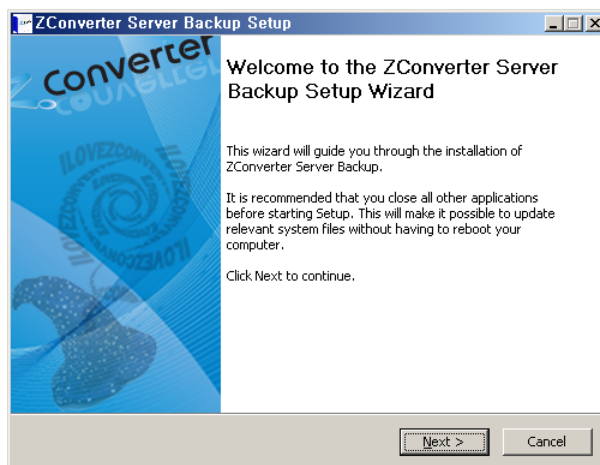 ZConverter Server Backup Setup
Converter
Welcome to the ZConverter Server
Backup Setup Wizard
ILOVEZCONVERTER
This wizard will guide you through the installation of
ZConverter Server Backup.
It is recommended that you close all other applications
before starting Setup. This will make it possible to update
relevant system files without having to reboot your
computer.
Click Next to continue.
Next >
Cancel